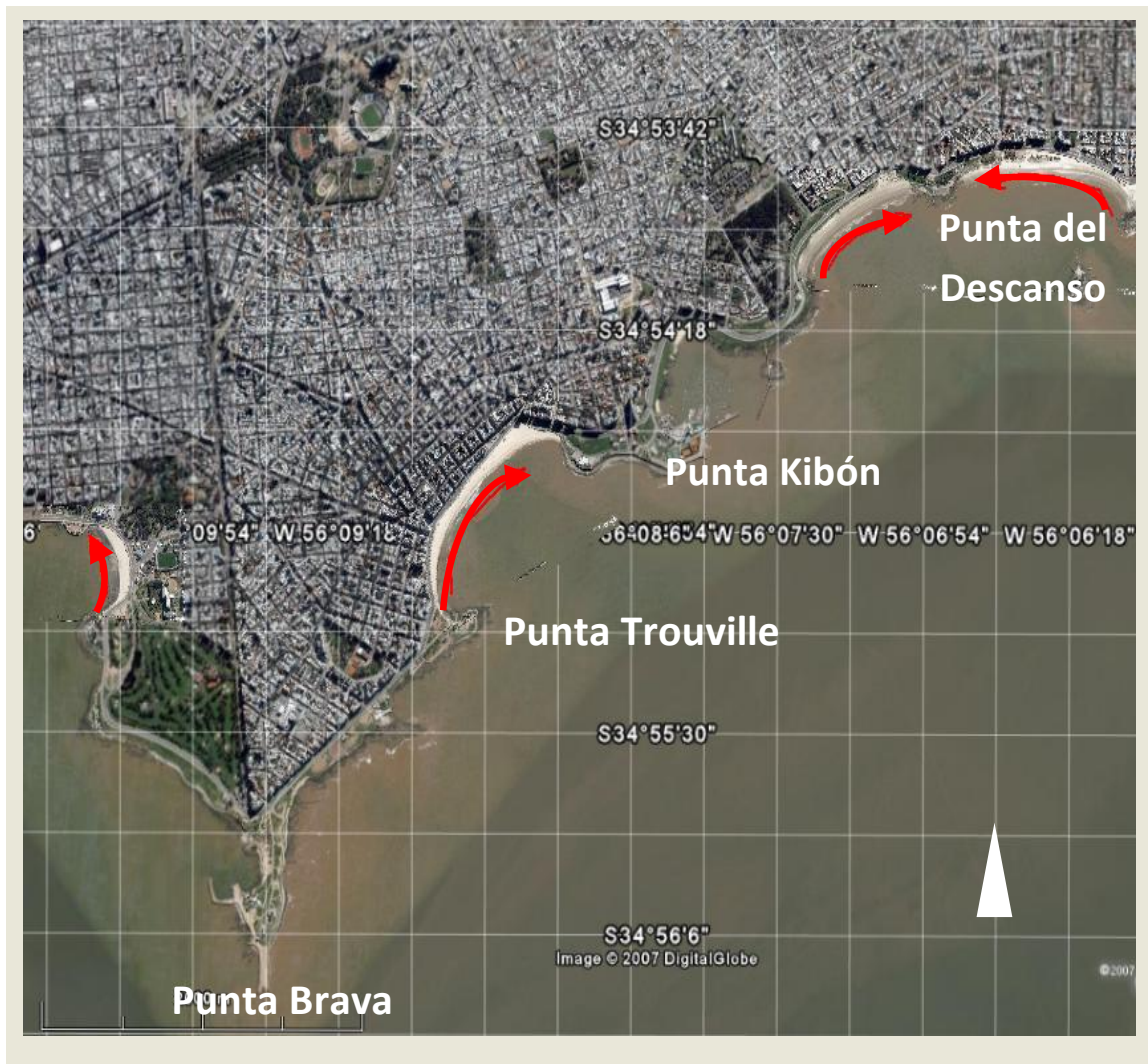 S34°53'42"
Punta del
Descanso
S34°54'18"
Punta Kibón
09'54" W 56°09'18
W 56°07'30" W 56°06'54" W 56°06'18"
Punta Trouville
S34°55'30"
S34°56'6"
Image © 2007 DigitalGlobe
©2007
Punta Brava